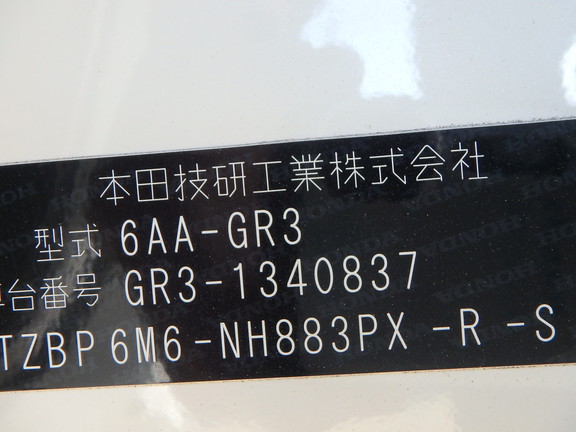 本田技研工業株式会社
型式 6AA-GR3
台番号 GR3-1340837
TZBP6M6-NH883PX-R-S